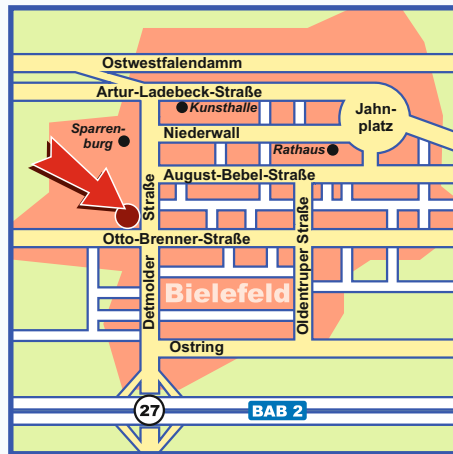 Ostwestfalendamm
Artur-Ladebeck-Straße
Kunsthalle
Jahn-
platz
Sparren-
burg
Niederwall
Rathaus
August-Bebel-Straße
Straße
Otto-Brenner-Straße
Oldentruper Straße
Detmolder
Bielefeld
Ostring
27
BAB 2